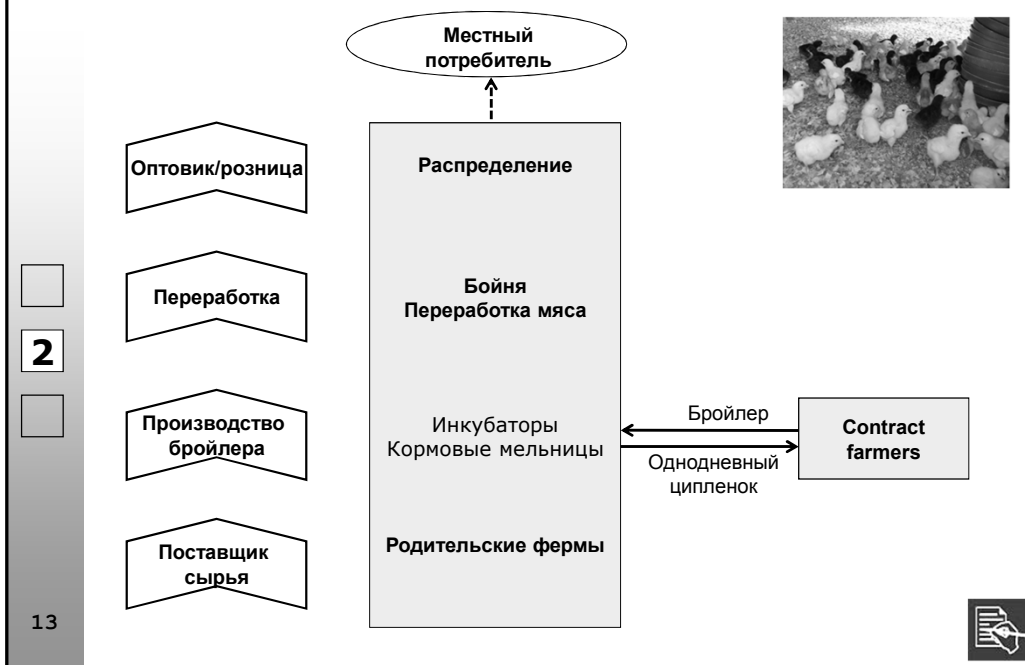 Местный
потребитель
Оптовик/розница
Распределение
Переработка
Бойня
Переработка мяса
2
Производство
бройлера
Инкубаторы
Кормовые мельницы
Бройлер
Однодневный
ципленок
Contract
farmers
Поставщик
сырья
Родительские фермы
13